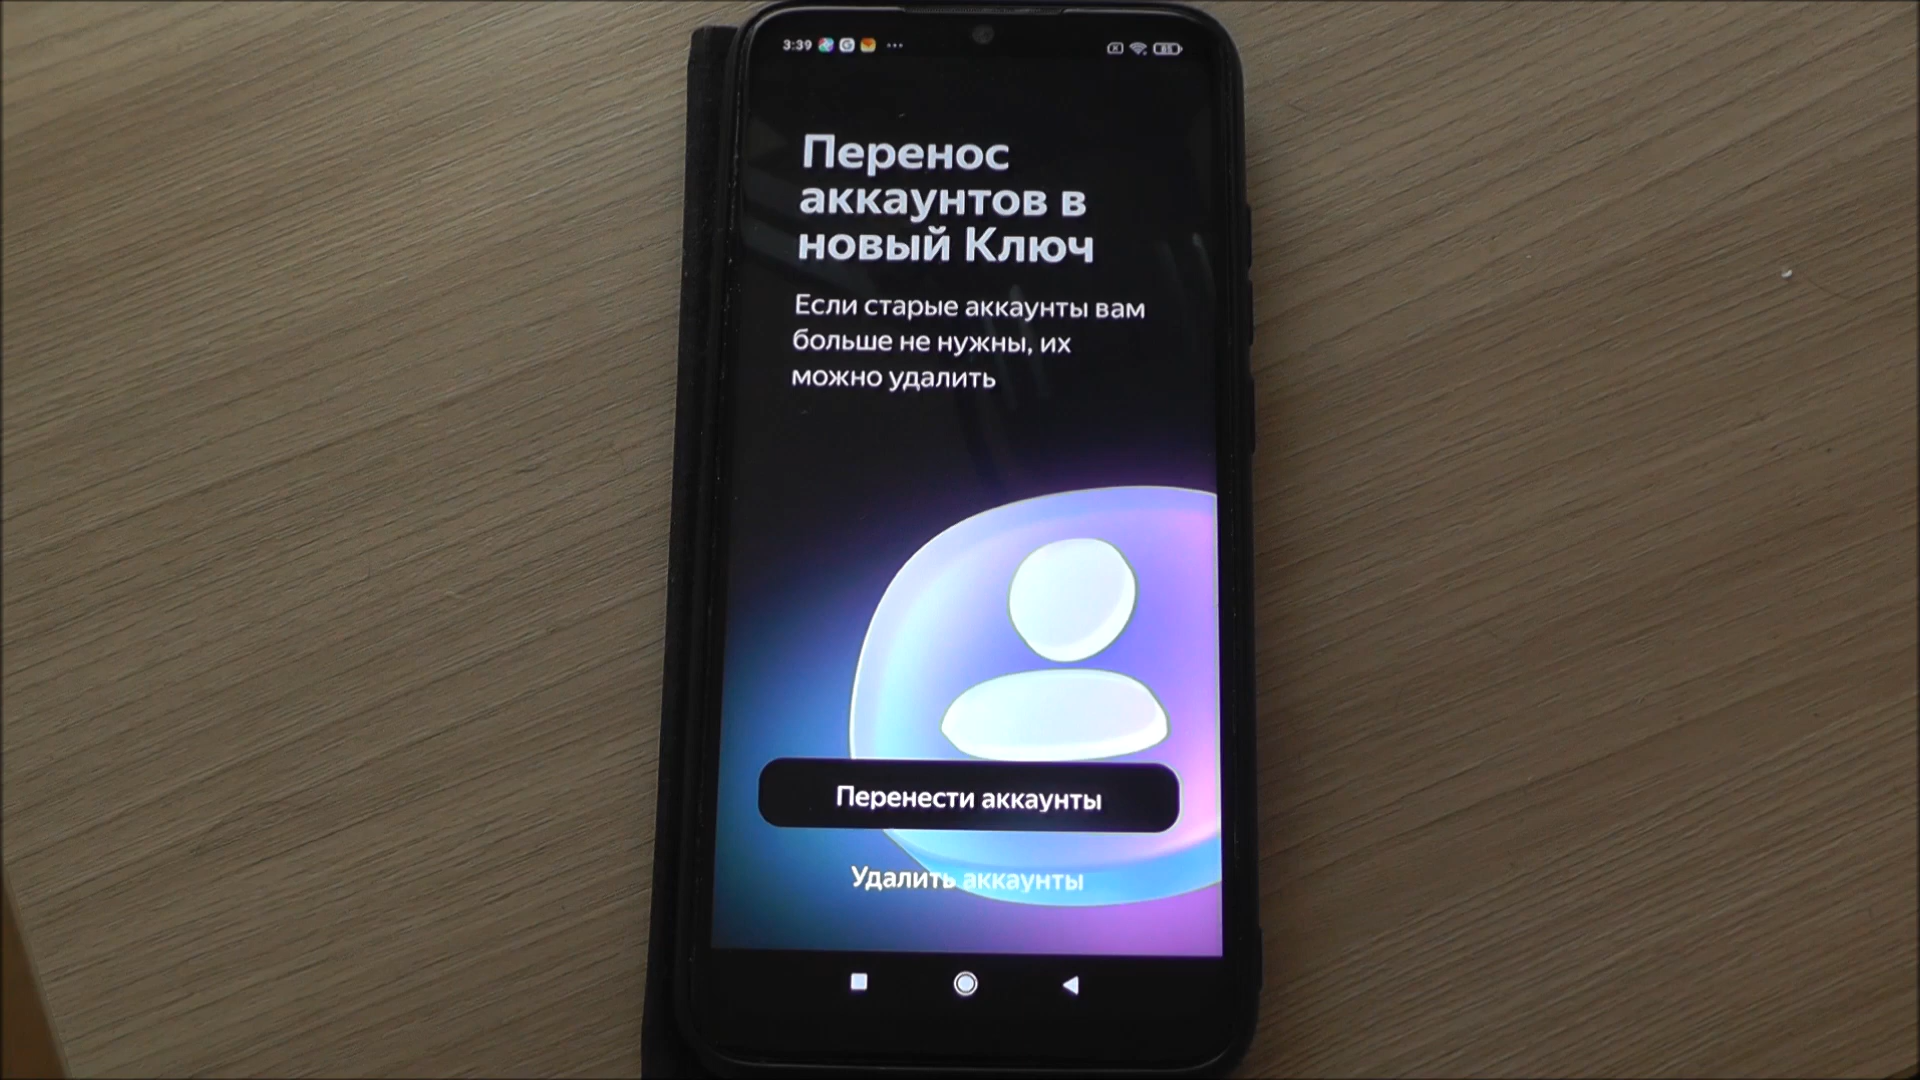 3:39
Перенос
аккаунтов в
новый Ключ
Если старые аккаунты вам
больше не нужны, их
можно удалить
Перенести аккаунты
Удалить аккаунты